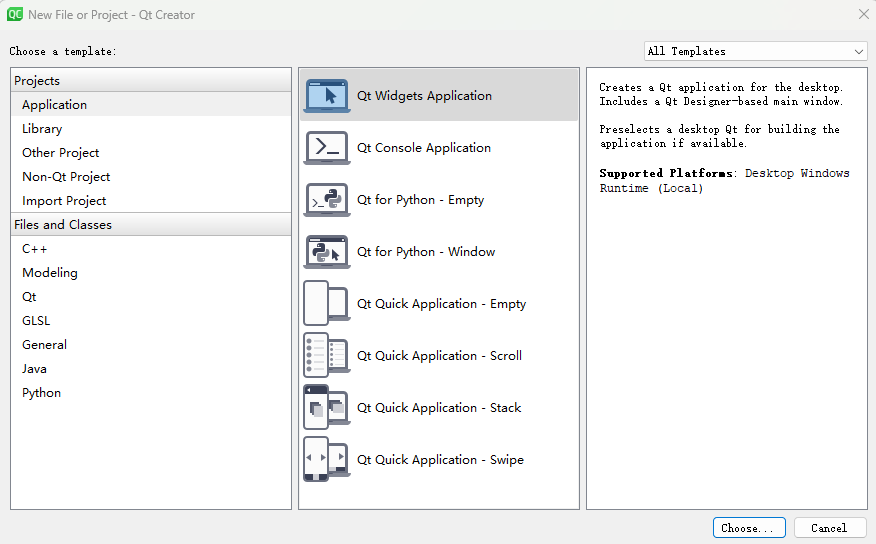 New File or Project - Qt Creator
Choose a template:
All Templates
Projects
Application
Library
Other Project
Non-Qt Project
Import Project
Files and Classes
C++
Modeling
Qt
GLSL
General
Java
Python
Qt Widgets Application
Qt Console Application
Qt for Python - Empty
Qt for Python - Window
Qt Quick Application - Empty
Qt Quick Application - Scroll
Qt Quick Application - Stack
Qt Quick Application - Swipe
Creates a Qt application for the desktop.
Includes a Qt Designer-based main window.
Preselects a desktop Qt for building the
application if available.
Supported Platforms: Desktop Windows
Runtime (Local)
Choose...
Cancel